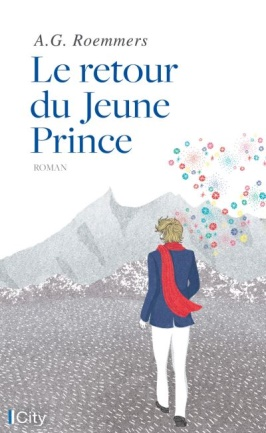 A.G. Roemmers
Le retour
du Jeune
Prince
ROMAN
City